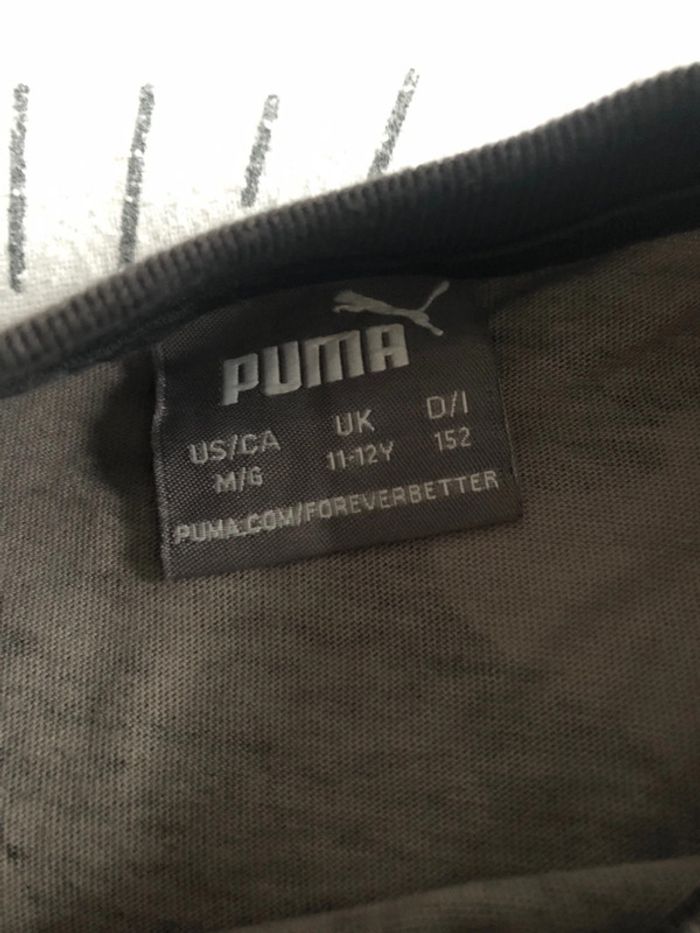 PUMA
US/CA UK D/I
M/G 11-12Y 152
PUMA.COM/FOREVERBETTER